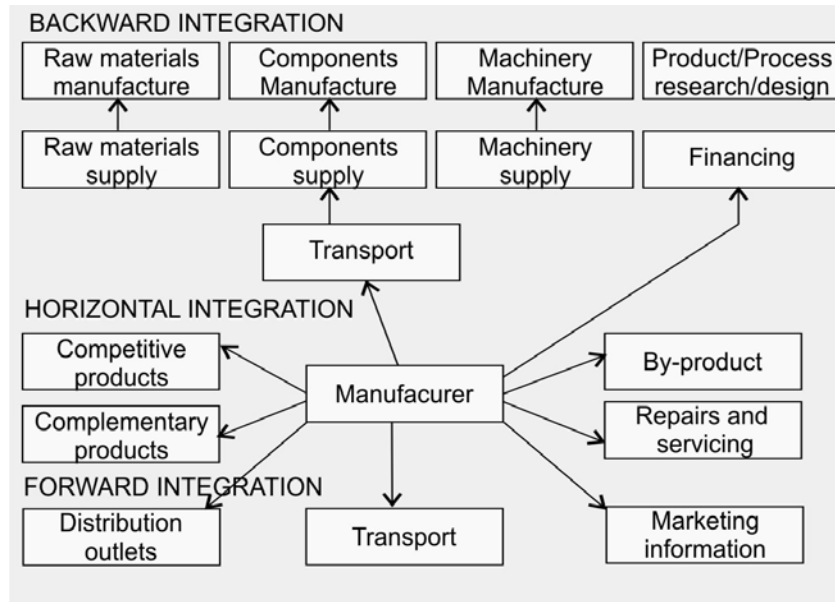 BACKWARD INTEGRATION
Raw materials
manufacture
Components
Manufacture
Machinery
Manufacture
Product/Process
research/design
Raw materials
supply
Components
supply
Machinery
supply
Financing
Transport
HORIZONTAL INTEGRATION
Competitive
products
Manufacurer
By-product
Complementary
products
Repairs and
servicing
FORWARD INTEGRATION
Distribution
outlets
Transport
Marketing
information